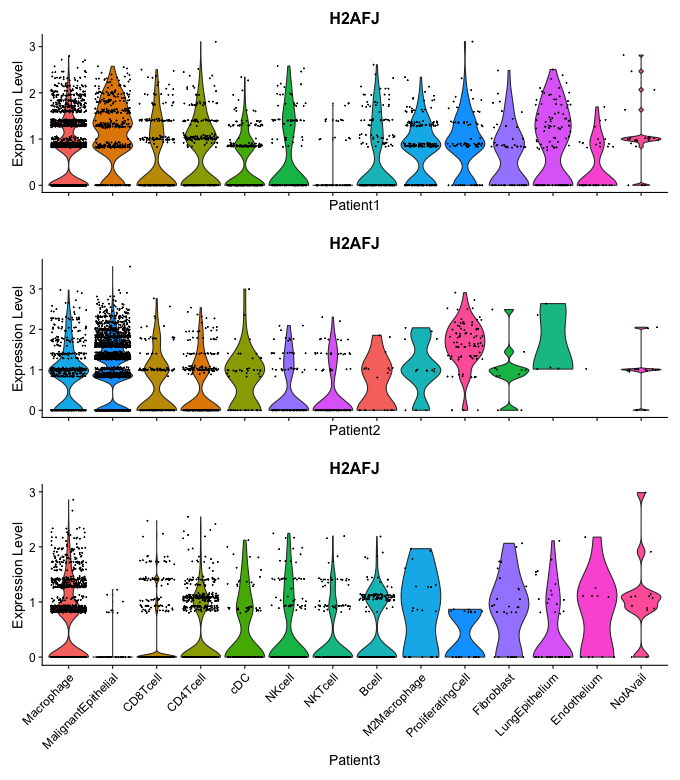 H2AFJ
Expression Level
3
2
1
0
Patient1
H2AFJ
Expression Level
3
2
1
0
Patient2
H2AFJ
Expression Level
3
2
1
0
Macrophage
MalignantEpithelial
CD8Tcell
CD4Tcell
cDC
NKcell
NKTcell
Bcell
M2Macrophage
ProliferatingCell
Fibroblast
LungEpithelium
Endothelium
NotAvail
Patient3